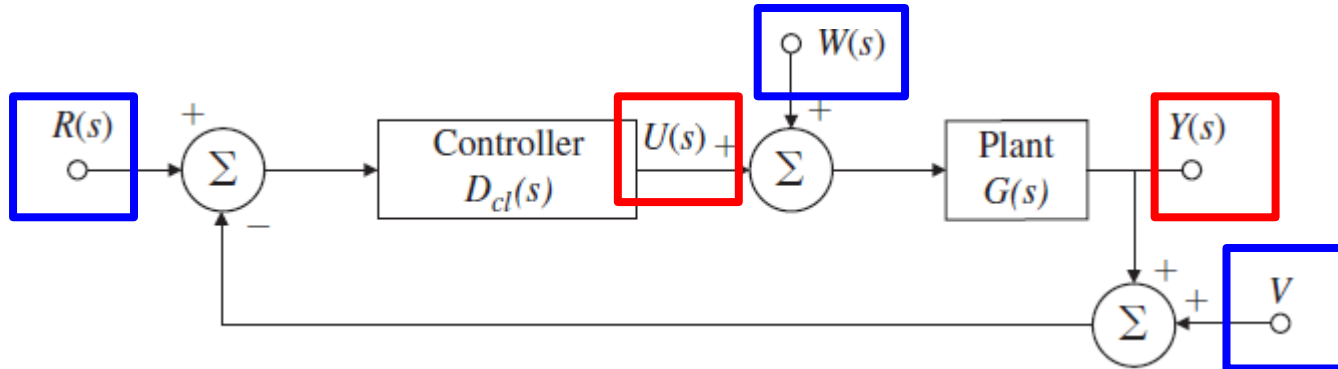 W(s)
R(s)
+
+
Σ
Controller
D_cl(s)
U(s)
+
Σ
Plant
G(s)
Y(s)
−
+
+
Σ
V